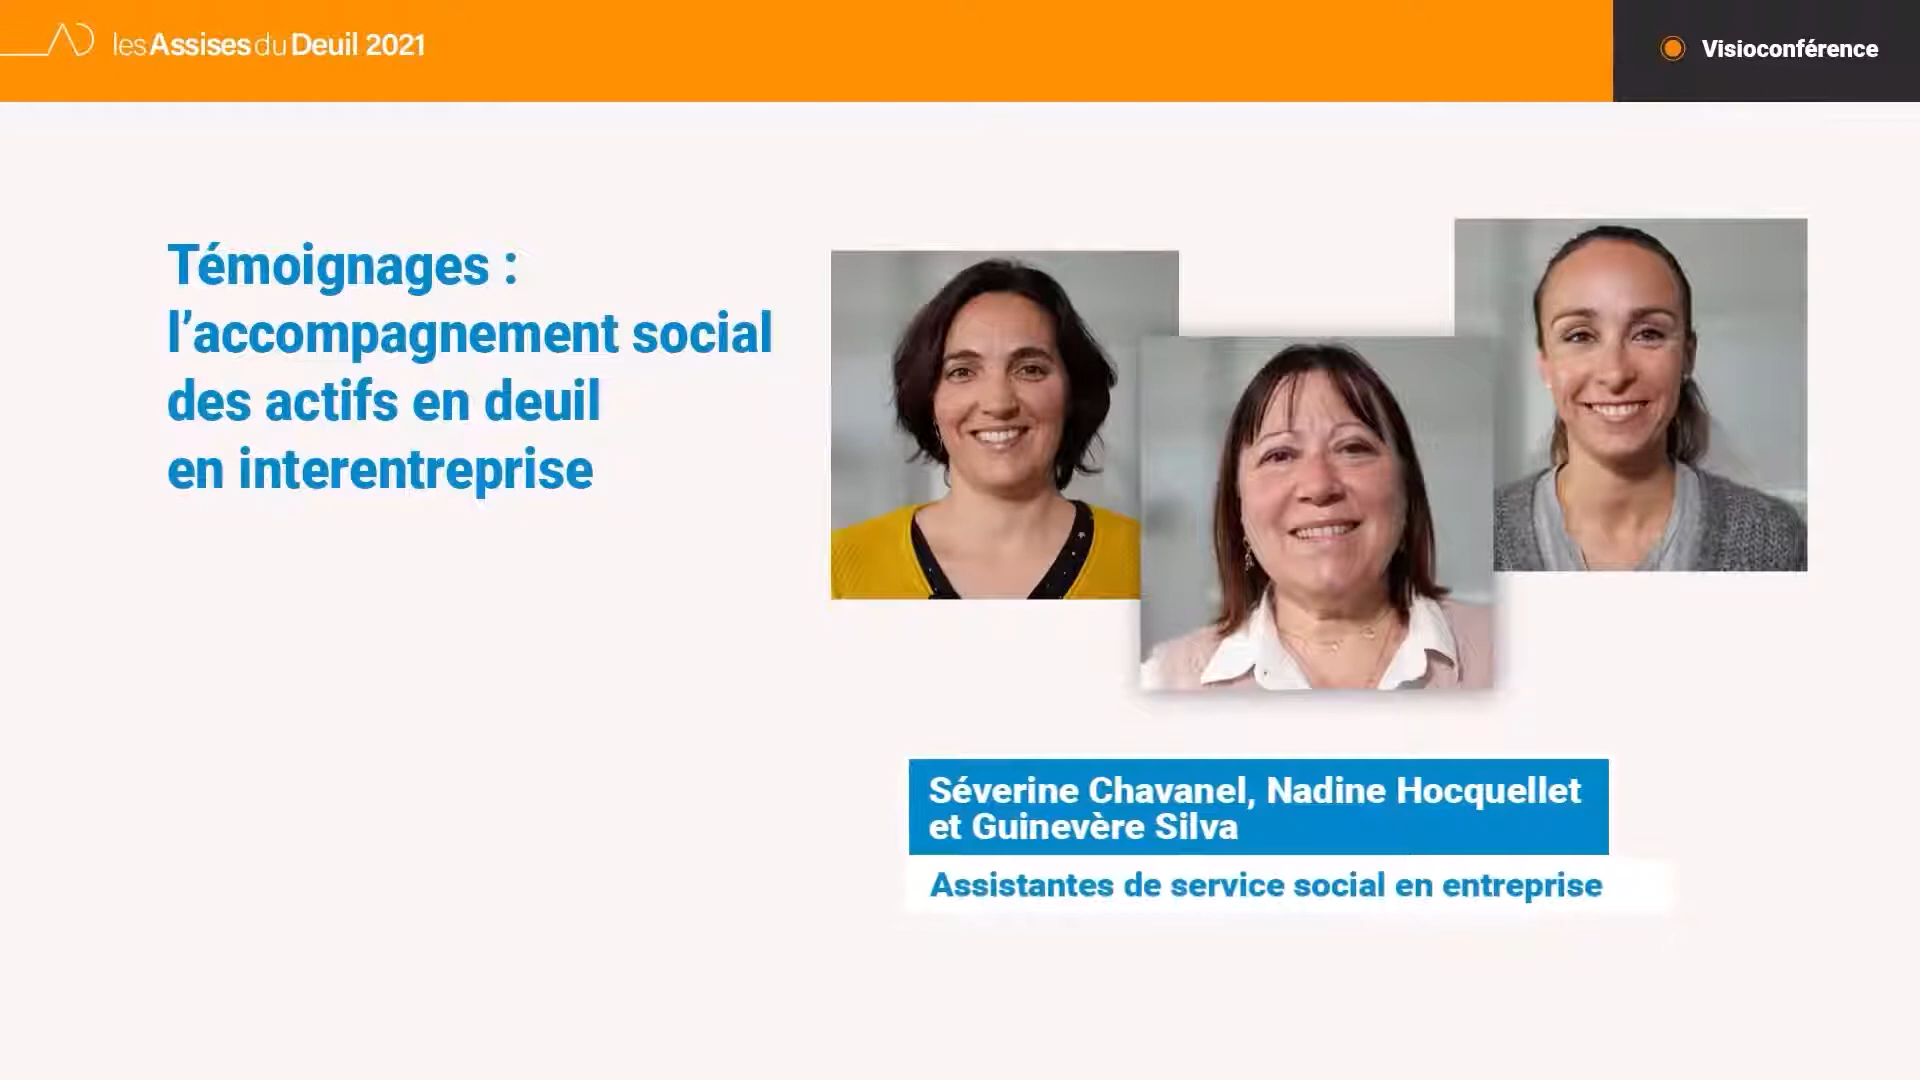 les Assises du Deuil 2021
Visioconférence
Témoignages :
l’accompagnement social
des actifs en deuil
en interentreprise
Séverine Chavanel, Nadine Hocquellet
et Guinevère Silva
Assistantes de service social en entreprise